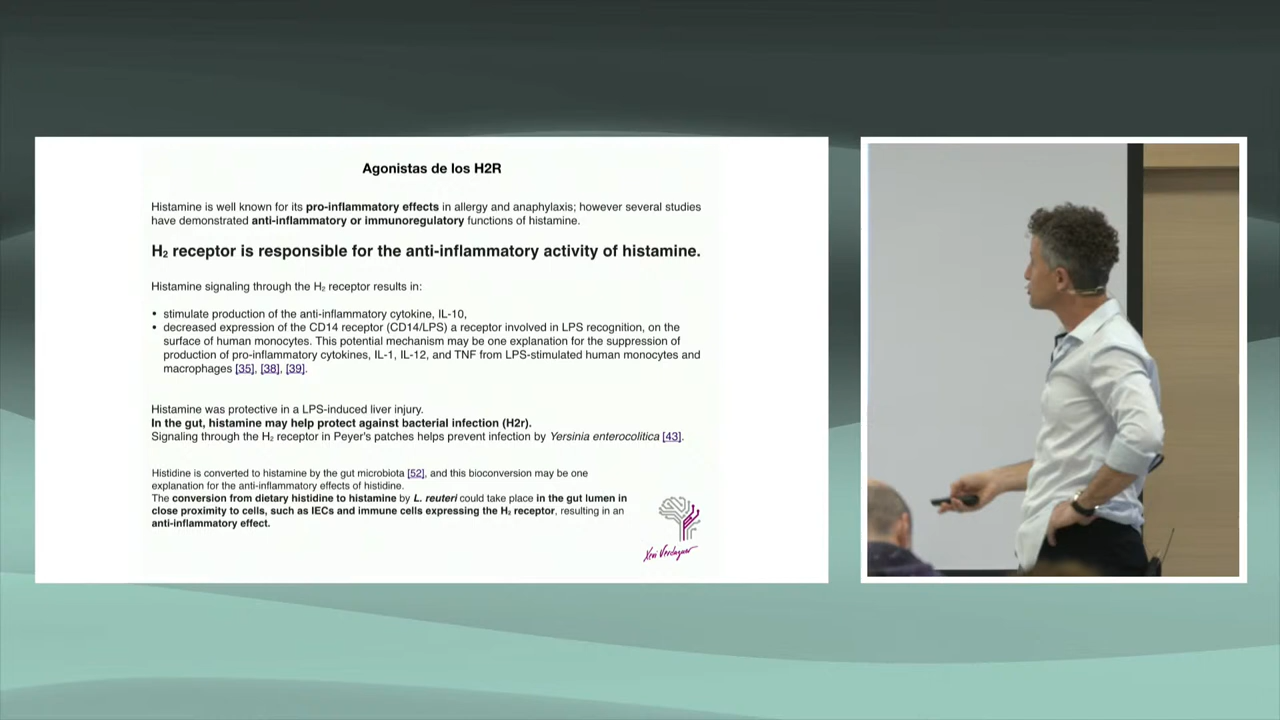 Agonistas de los H2R
Histamine is well known for its pro-inflammatory effects in allergy and anaphylaxis; however several studies
have demonstrated anti-inflammatory or immunoregulatory functions of histamine.
H₂ receptor is responsible for the anti-inflammatory activity of histamine.
Histamine signaling through the H₂ receptor results in:
• stimulate production of the anti-inflammatory cytokine, IL-10,
• decreased expression of the CD14 receptor (CD14/LPS) a receptor involved in LPS recognition, on the
surface of human monocytes. This potential mechanism may be one explanation for the suppression of
production of pro-inflammatory cytokines, IL-1, IL-12, and TNF from LPS-stimulated human monocytes and
macrophages [35], [38], [39].
Histamine was protective in a LPS-induced liver injury.
In the gut, histamine may help protect against bacterial infection (H2r).
Signaling through the H₂ receptor in Peyer's patches helps prevent infection by Yersinia enterocolitica [43].
Histidine is converted to histamine by the gut microbiota [52], and this bioconversion may be one
explanation for the anti-inflammatory effects of histidine.
The conversion from dietary histidine to histamine by L. reuteri could take place in the gut lumen in
close proximity to cells, such as IECs and immune cells expressing the H₂ receptor, resulting in an
anti-inflammatory effect.
Xevi Verdaguer